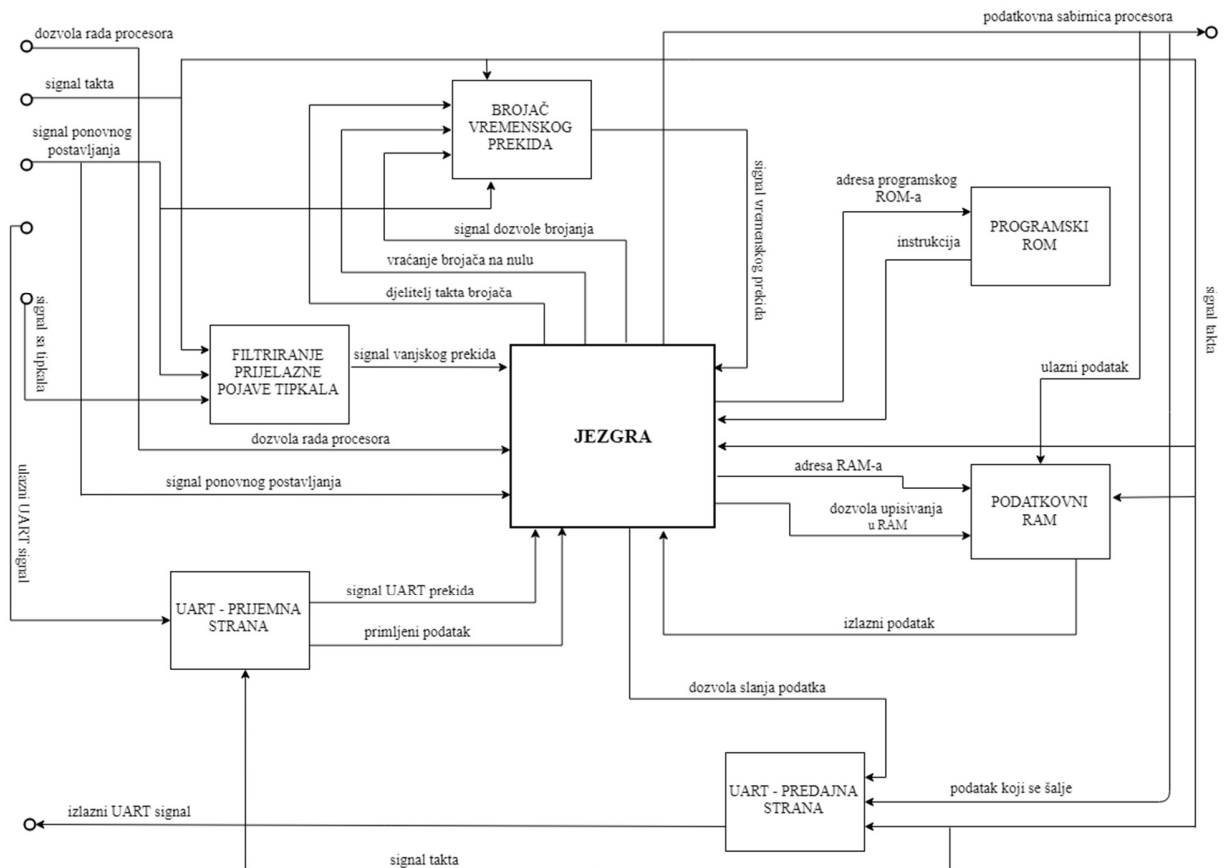 dozvola rada procesora
podatkovna sabirnica procesora
signal takta
signal ponovnog
postavljanja
BROJAČ
VREMENSKOG
PREKIDA
signal vremenskog prekida
adresa programskog
ROM-a
PROGRAMSKI
ROM
instrukcija
signal dozvole brojanja
vraćanje brojača na nulu
djelitelj takta brojača
signal takta
signal sa tipkala
FILTRIRANJE
PRIJELAZNE
POJAVE TIPKALA
signal vanjskog prekida
ulazni podatak
JEZGRA
dozvola rada procesora
signal ponovnog postavljanja
adresa RAM-a
dozvola upisivanja
u RAM
PODATKOVNI
RAM
ulazni UART signal
UART - PRIJEMNA
STRANA
signal UART prekida
primljeni podatak
izlazni podatak
dozvola slanja podatka
UART - PREDAJNA
STRANA
podatak koji se šalje
izlazni UART signal
signal takta